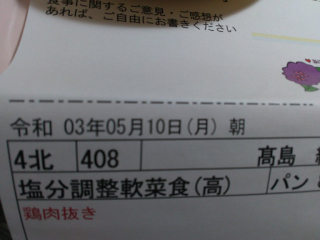 食事に関するご意見・ご感想が
あれば、ご自由にお書きください
令和 03年05月10日(月) 朝
4北 408 髙島
塩分調整軟菜食(高) パン
鶏肉抜き